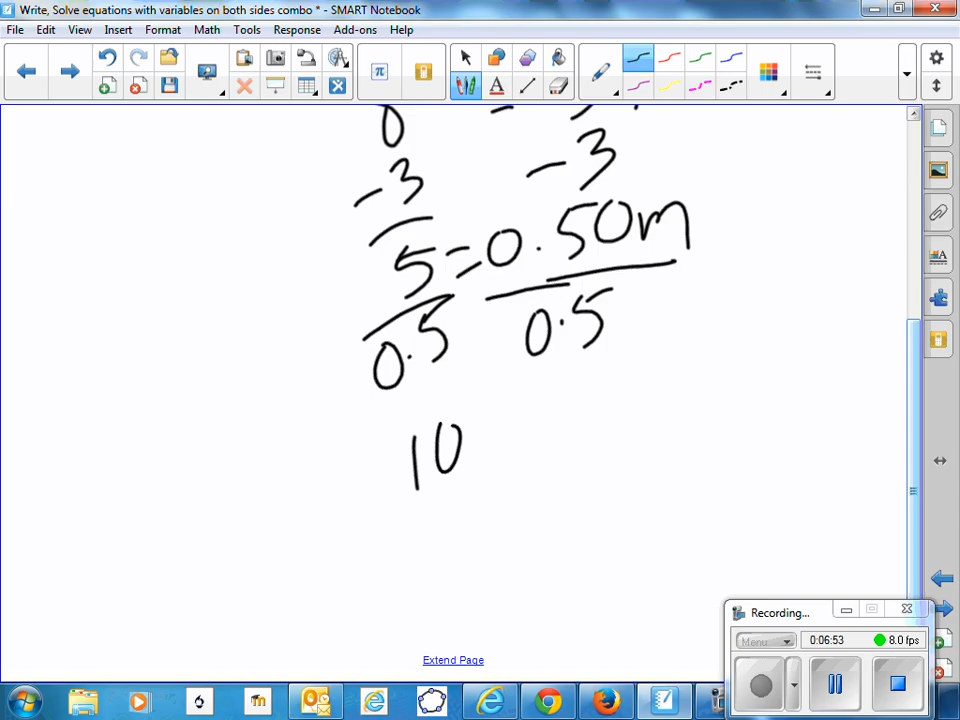 Write, Solve equations with variables on both sides combo * - SMART Notebook
File Edit View Insert Format Math Tools Response Add-ons Help
8 =
-3 -3
5=0.50m
0.5 0.5
10
Extend Page
Recording...
Menu 0:06:53 8.0 fps